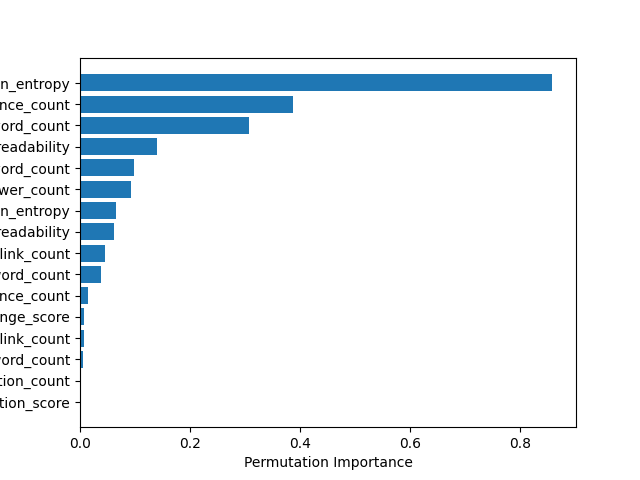 n_entropy
nce_count
ord_count
readability
ord_count
wer_count
n_entropy
readability
link_count
ord_count
nce_count
nge_score
link_count
ord_count
tion_count
tion_score
0.0 0.2 0.4 0.6 0.8
Permutation Importance